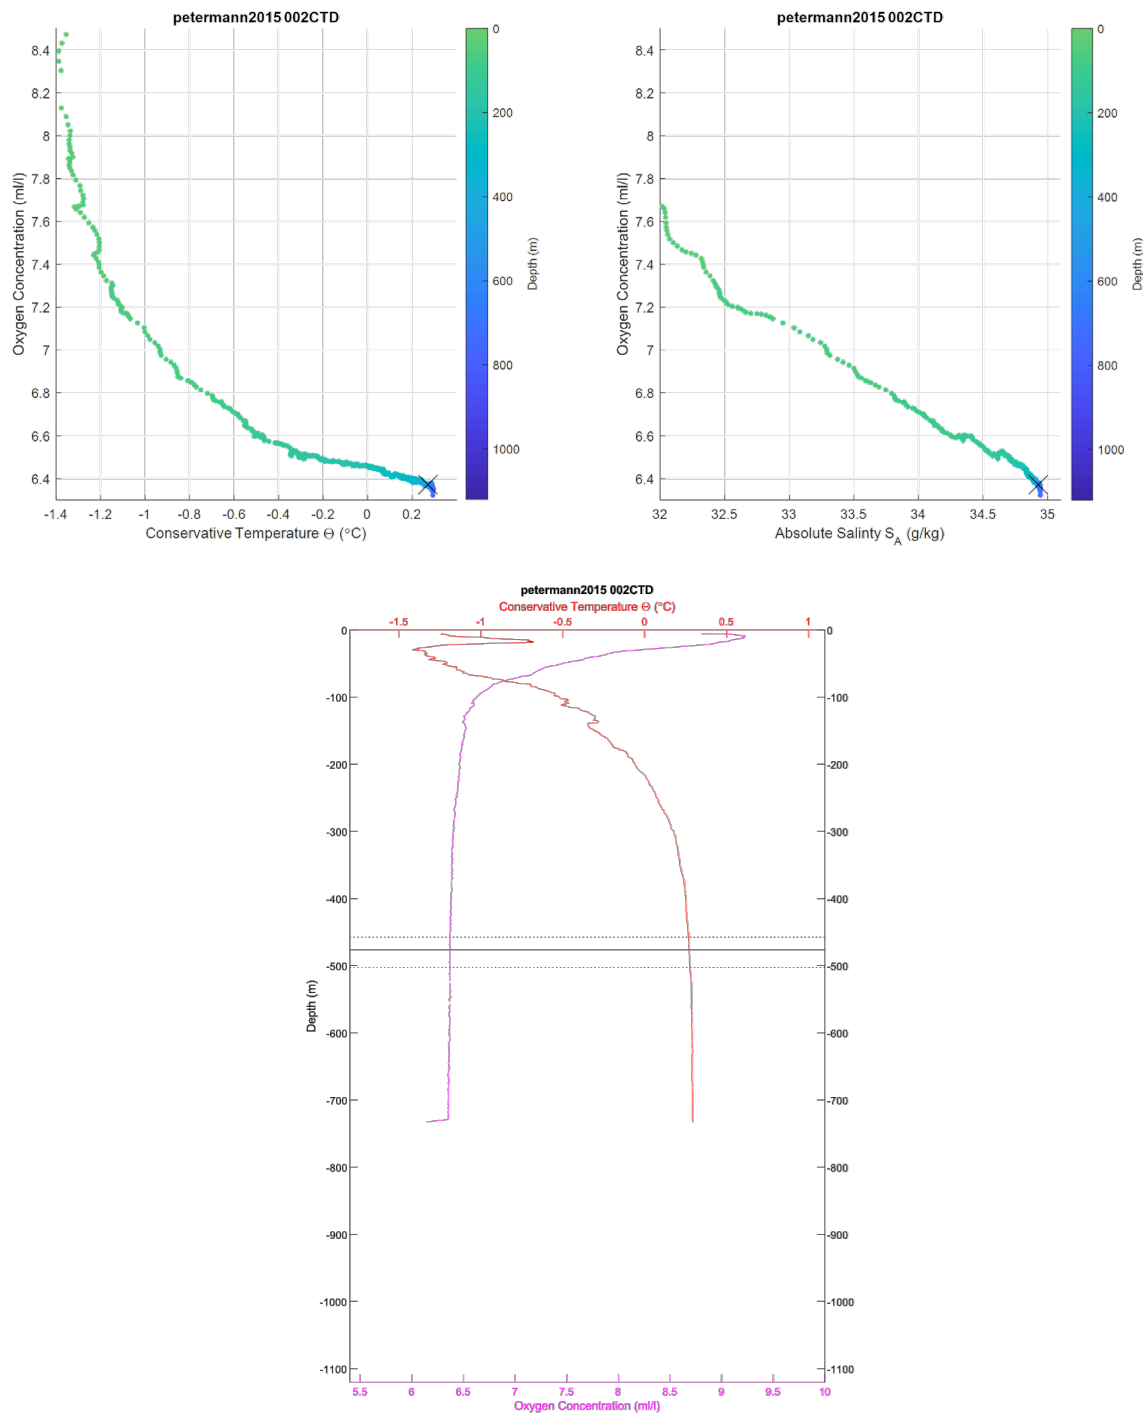 petermann2015 002CTD
8.4
8.2
8
7.8
7.6
7.4
7.2
7
6.8
6.6
6.4
Oxygen Concentration (ml/l)
-1.4 -1.2 -1 -0.8 -0.6 -0.4 -0.2 0 0.2
Conservative Temperature Θ (°C)
0
200
400
600
800
1000
Depth (m)
petermann2015 002CTD
8.4
8.2
8
7.8
7.6
7.4
7.2
7
6.8
6.6
6.4
Oxygen Concentration (ml/l)
32 32.5 33 33.5 34 34.5 35
Absolute Salinity S_A (g/kg)
0
200
400
600
800
1000
Depth (m)
petermann2015 002CTD
Conservative Temperature Θ (°C)
-1.5 -1 -0.5 0 0.5 1
0 0
-100 -100
-200 -200
-300 -300
-400 -400
-500 -500
-600 -600
-700 -700
-800 -800
-900 -900
-1000 -1000
-1100 -1100
Depth (m)
5.5 6 6.5 7 7.5 8 8.5 9 9.5 10
Oxygen Concentration (ml/l)